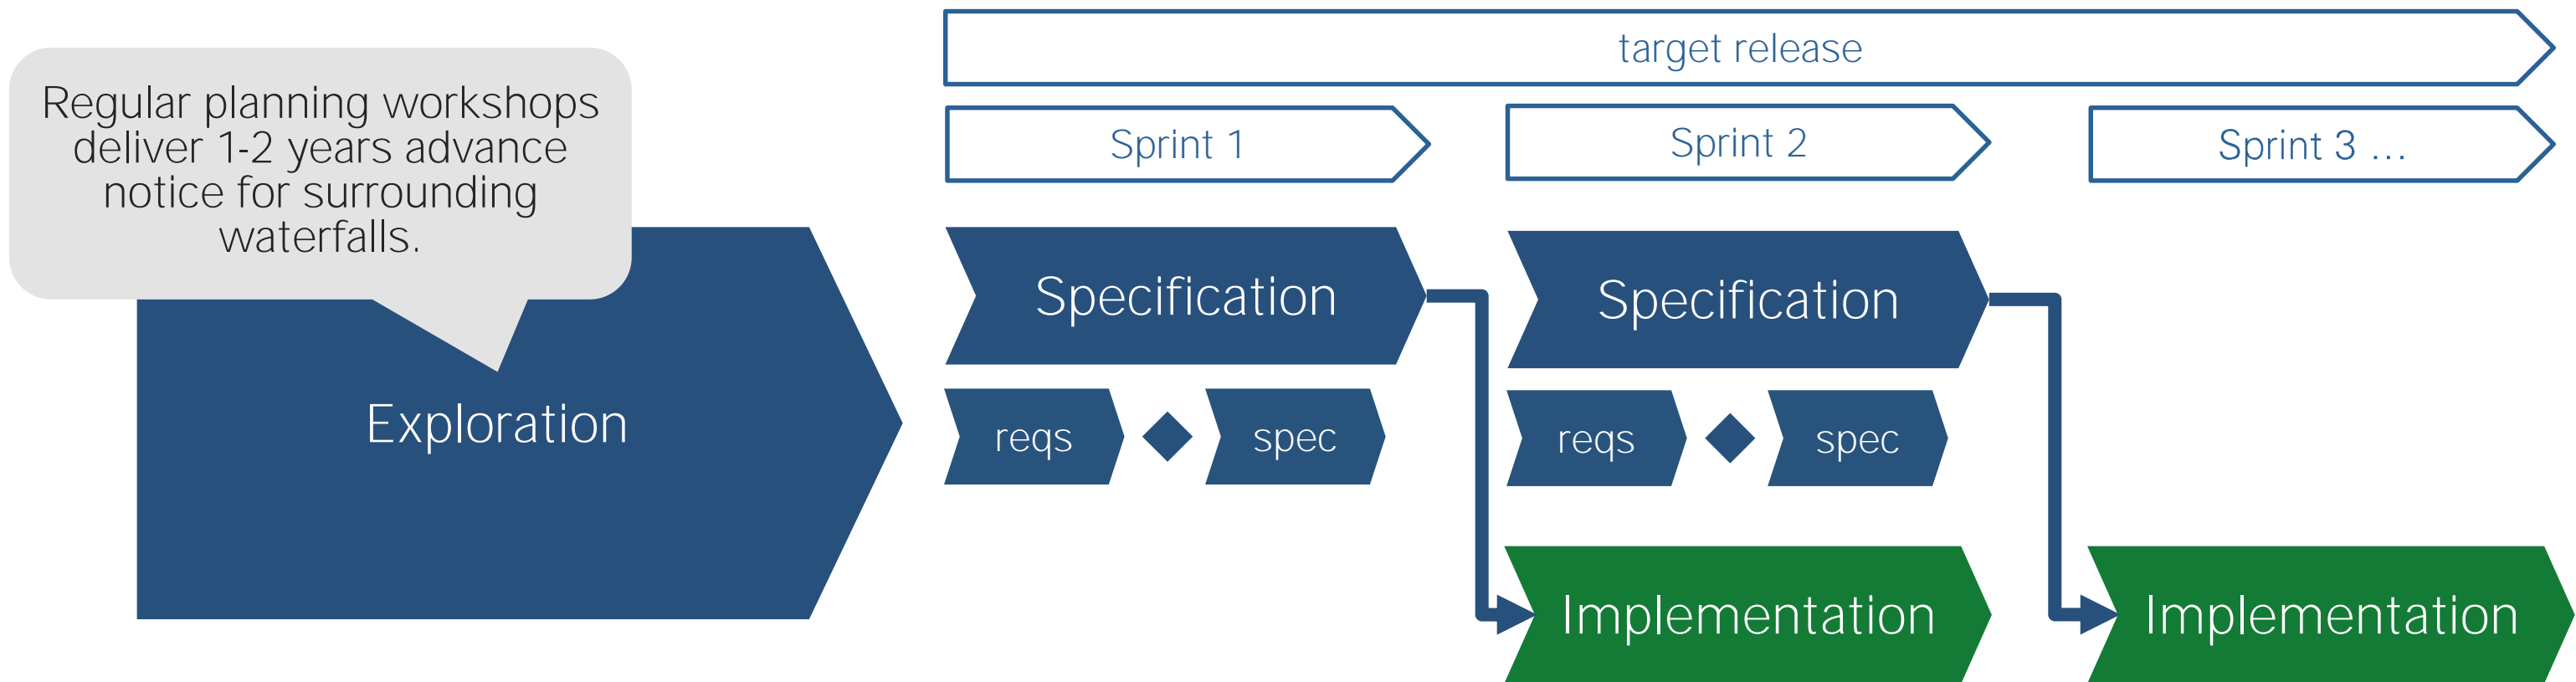 target release
Regular planning workshops
deliver 1-2 years advance
notice for surrounding
waterfalls.
Sprint 1
Sprint 2
Sprint 3 ...
Exploration
Specification
Specification
reqs
spec
reqs
spec
Implementation
Implementation